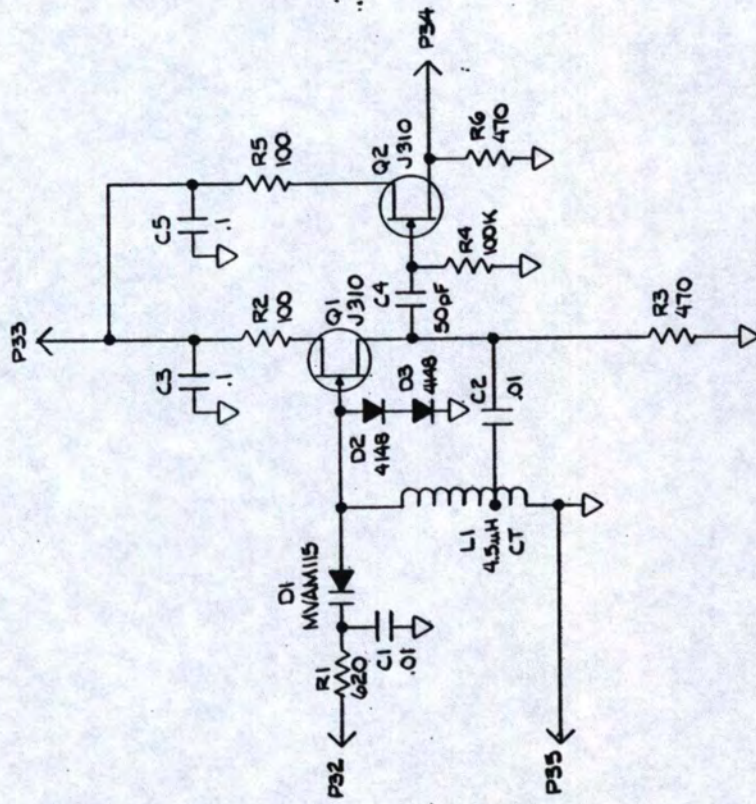 P33
P34
C3
.1
C5
.1
R2
100
R5
100
Q1
J310
Q2
J310
D1
MVAM115
D2
4148
D3
4148
C4
50pF
R4
100K
R6
470
P32
R1
620
C1
.01
L1
4.5µH
CT
C2
.01
R3
470
P35